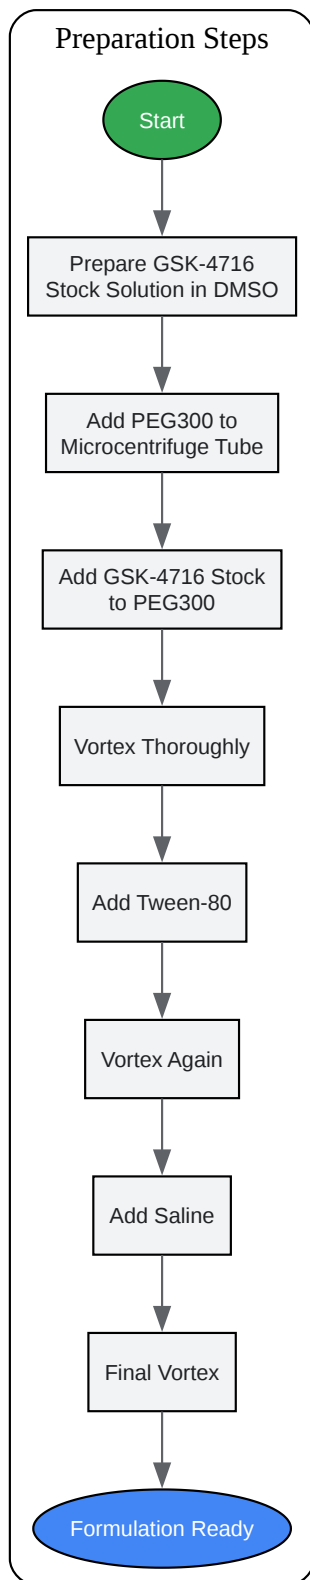 Preparation Steps
Start
Prepare GSK-4716
Stock Solution in DMSO
Add PEG300 to
Microcentrifuge Tube
Add GSK-4716 Stock
to PEG300
Vortex Thoroughly
Add Tween-80
Vortex Again
Add Saline
Final Vortex
Formulation Ready